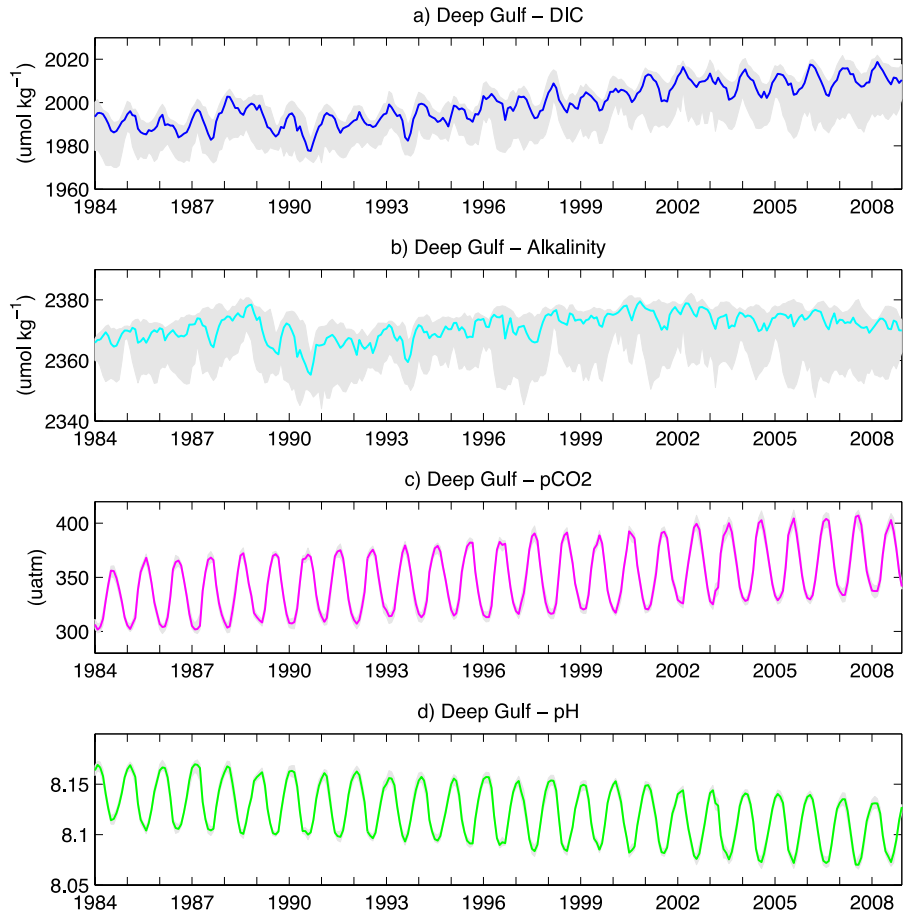 a) Deep Gulf – DIC
2020
2000
1980
1960
(umol kg⁻¹)
1984 1987 1990 1993 1996 1999 2002 2005 2008
b) Deep Gulf – Alkalinity
2380
2360
2340
(umol kg⁻¹)
1984 1987 1990 1993 1996 1999 2002 2005 2008
c) Deep Gulf – pCO2
400
350
300
(uatm)
1984 1987 1990 1993 1996 1999 2002 2005 2008
d) Deep Gulf – pH
8.15
8.1
8.05
1984 1987 1990 1993 1996 1999 2002 2005 2008